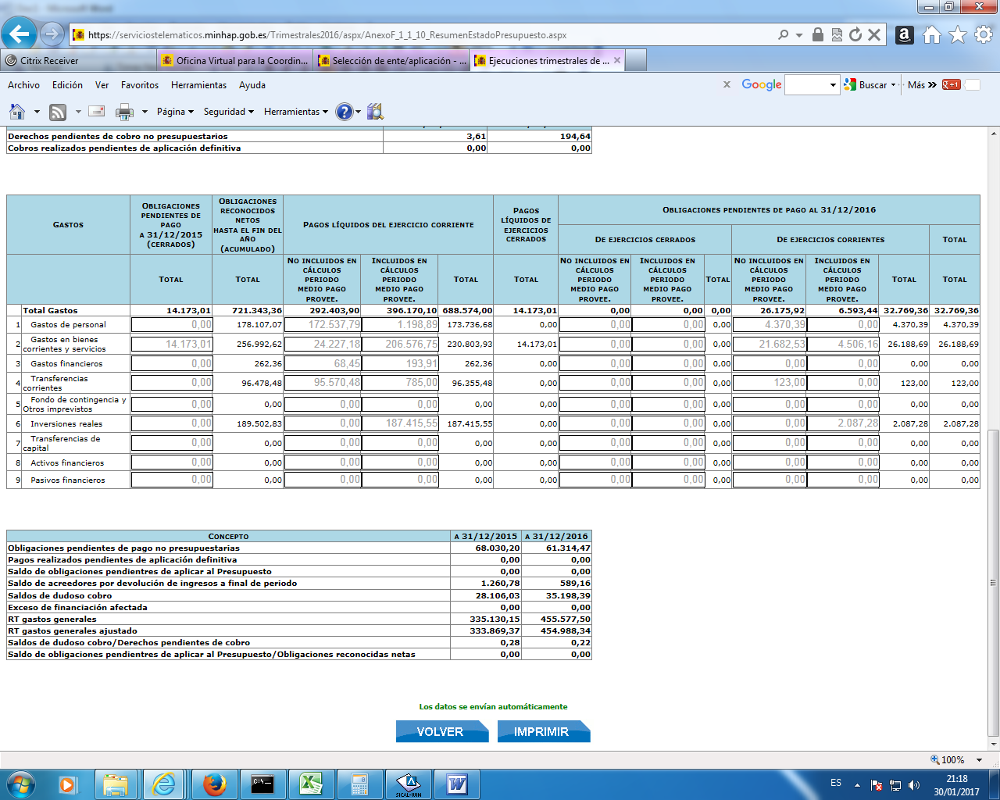 https://serviciostelematicos.minhap.gob.es/Trimestrales2016/aspx/AnexoF_1_1_10_ResumenEstadoPresupuesto.aspx
Citrix Receiver
Oficina Virtual para la Coordin...
Selección de ente/aplicación - ...
Ejecuciones trimestrales de ...
Archivo Edición Ver Favoritos Herramientas Ayuda
x Google Buscar Más »
Página Seguridad Herramientas
Derechos pendientes de cobro no presupuestarios 3,61 194,64
Cobros realizados pendientes de aplicación definitiva 0,00 0,00
GASTOS
OBLIGACIONES PENDIENTES DE PAGO A 31/12/2015 (CERRADOS)
OBLIGACIONES RECONOCIDOS NETOS HASTA EL FIN DEL AÑO (ACUMULADO)
PAGOS LÍQUIDOS DEL EJERCICIO CORRIENTE
PAGOS LÍQUIDOS DE EJERCICIOS CERRADOS
OBLIGACIONES PENDIENTES DE PAGO AL 31/12/2016
DE EJERCICIOS CERRADOS
DE EJERCICIOS CORRIENTES
TOTAL
TOTAL
TOTAL
NO INCLUIDOS EN CÁLCULOS PERIODO MEDIO PAGO PROVEE.
INCLUIDOS EN CÁLCULOS PERIODO MEDIO PAGO PROVEE.
TOTAL
TOTAL
NO INCLUIDOS EN CÁLCULOS PERIODO MEDIO PAGO PROVEE.
INCLUIDOS EN CÁLCULOS PERIODO MEDIO PAGO PROVEE.
TOTAL
NO INCLUIDOS EN CÁLCULOS PERIODO MEDIO PAGO PROVEE.
INCLUIDOS EN CÁLCULOS PERIODO MEDIO PAGO PROVEE.
TOTAL
TOTAL
Total Gastos 14.173,01 721.343,36 292.403,90 396.170,10 688.574,00 14.173,01 0,00 0,00 0,00 26.175,92 6.593,44 32.769,36 32.769,36
1 Gastos de personal 0,00 178.107,07 172.537,79 1.198,89 173.736,68 0,00 0,00 0,00 0,00 4.370,39 0,00 4.370,39 4.370,39
2 Gastos en bienes corrientes y servicios 14.173,01 256.992,62 24.227,18 206.576,75 230.803,93 14.173,01 0,00 0,00 0,00 21.682,53 4.506,16 26.188,69 26.188,69
3 Gastos financieros 0,00 262,36 68,45 193,91 262,36 0,00 0,00 0,00 0,00 0,00 0,00 0,00 0,00
4 Transferencias corrientes 0,00 96.478,48 95.570,48 785,00 96.355,48 0,00 0,00 0,00 0,00 123,00 0,00 123,00 123,00
5 Fondo de contingencia y Otros imprevistos 0,00 0,00 0,00 0,00 0,00 0,00 0,00 0,00 0,00 0,00 0,00 0,00 0,00
6 Inversiones reales 0,00 189.502,83 0,00 187.415,55 187.415,55 0,00 0,00 0,00 0,00 0,00 2.087,28 2.087,28 2.087,28
7 Transferencias de capital 0,00 0,00 0,00 0,00 0,00 0,00 0,00 0,00 0,00 0,00 0,00 0,00 0,00
8 Activos financieros 0,00 0,00 0,00 0,00 0,00 0,00 0,00 0,00 0,00 0,00 0,00 0,00 0,00
9 Pasivos financieros 0,00 0,00 0,00 0,00 0,00 0,00 0,00 0,00 0,00 0,00 0,00 0,00 0,00
CONCEPTO A 31/12/2015 A 31/12/2016
Obligaciones pendientes de pago no presupuestarias 68.030,20 61.314,47
Pagos realizados pendientes de aplicación definitiva 0,00 0,00
Saldo de obligaciones pendientres de aplicar al Presupuesto 0,00 0,00
Saldo de acreedores por devolución de ingresos a final de periodo 1.260,78 589,16
Saldos de dudoso cobro 28.106,03 35.198,39
Exceso de financiación afectada 0,00 0,00
RT gastos generales 335.130,15 455.577,50
RT gastos generales ajustado 333.869,37 454.988,34
Saldos de dudoso cobro/Derechos pendientes de cobro 0,28 0,22
Saldo de obligaciones pendientres de aplicar al Presupuesto/Obligaciones reconocidas netas 0,00 0,00
Los datos se envían automáticamente
VOLVER IMPRIMIR
100%
SICAL-WIN
ES
21:18
30/01/2017